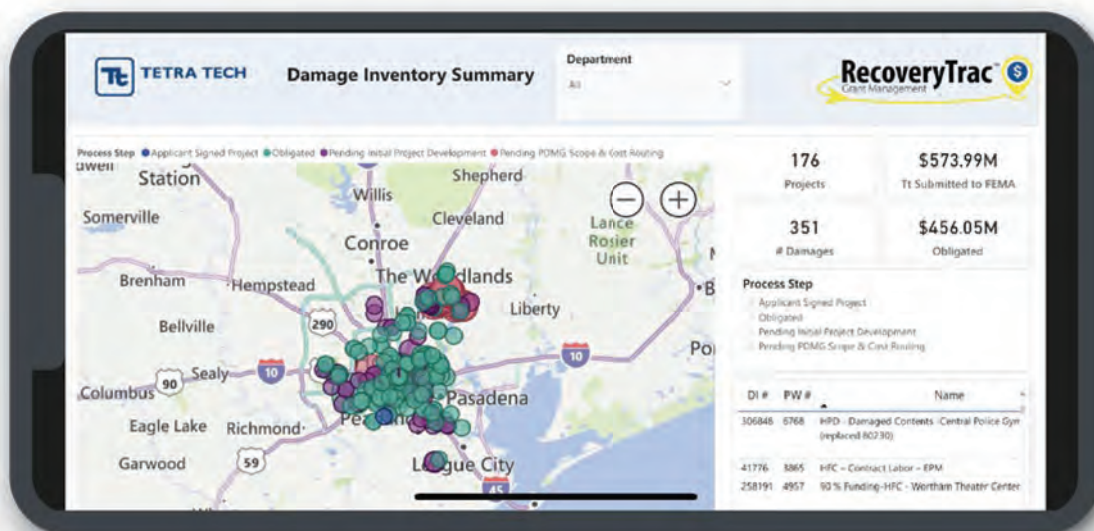 Tt TETRA TECH
Damage Inventory Summary
Department
All
RecoveryTrac™ $
Grant Management
Process Step Applicant Signed Project Obligated Pending Initial Project Development Pending PDMG Scope & Cost Routing
Station
Shepherd
Willis
Somerville
Cleveland
Lance
Rosier
Unit
Conroe
The Woodlands
Brenham
Hempstead
Liberty
290
Bellville
10
Sealy
10
Columbus
90
Pasadena
Eagle Lake
Richmond
Garwood
59
League City
45
176
Projects
$573.99M
Tt Submitted to FEMA
351
# Damages
$456.05M
Obligated
Process Step
Applicant Signed Project
Obligated
Pending Initial Project Development
Pending PDMG Scope & Cost Routing
DI # PW # Name
306848 6768 HPD - Damaged Contents -Central Police Gym
(replaced 80230)
41776 3865 HFC – Contract Labor – EPM
258191 4957 90 % Funding-HFC - Wortham Theater Center